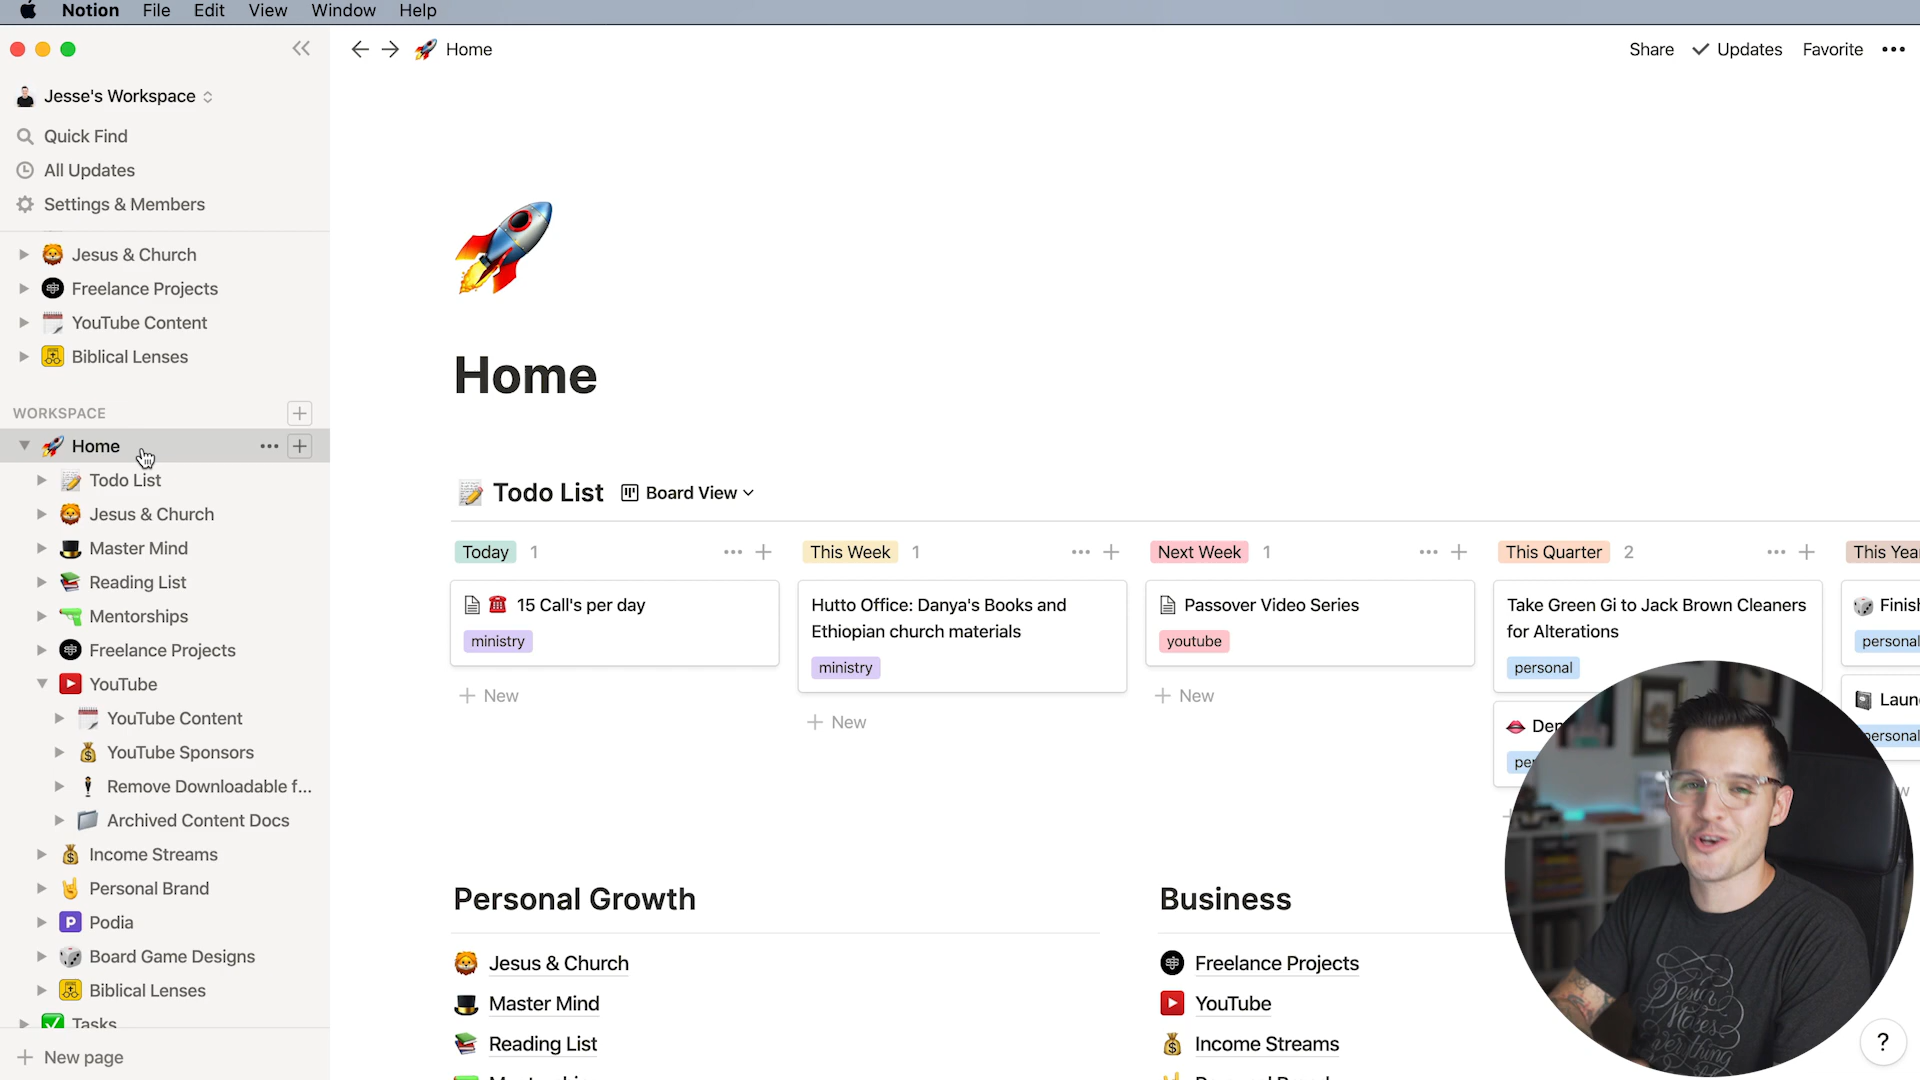 Notion File Edit View Window Help
Home
Share Updates Favorite
Jesse's Workspace
Quick Find
All Updates
Settings & Members
Jesus & Church
Freelance Projects
YouTube Content
Biblical Lenses
WORKSPACE
Home
Todo List
Jesus & Church
Master Mind
Reading List
Mentorships
Freelance Projects
YouTube
YouTube Content
YouTube Sponsors
Remove Downloadable f...
Archived Content Docs
Income Streams
Personal Brand
Podia
Board Game Designs
Biblical Lenses
Tasks
New page
Home
Todo List Board View
Today 1
15 Call's per day
ministry
New
This Week 1
Hutto Office: Danya's Books and
Ethiopian church materials
ministry
New
Next Week 1
Passover Video Series
youtube
New
This Quarter 2
Take Green Gi to Jack Brown Cleaners
for Alterations
personal
This
personal
personal
Personal Growth
Jesus & Church
Master Mind
Reading List
Business
Freelance Projects
YouTube
Income Streams
Design
Makes
Everything
?